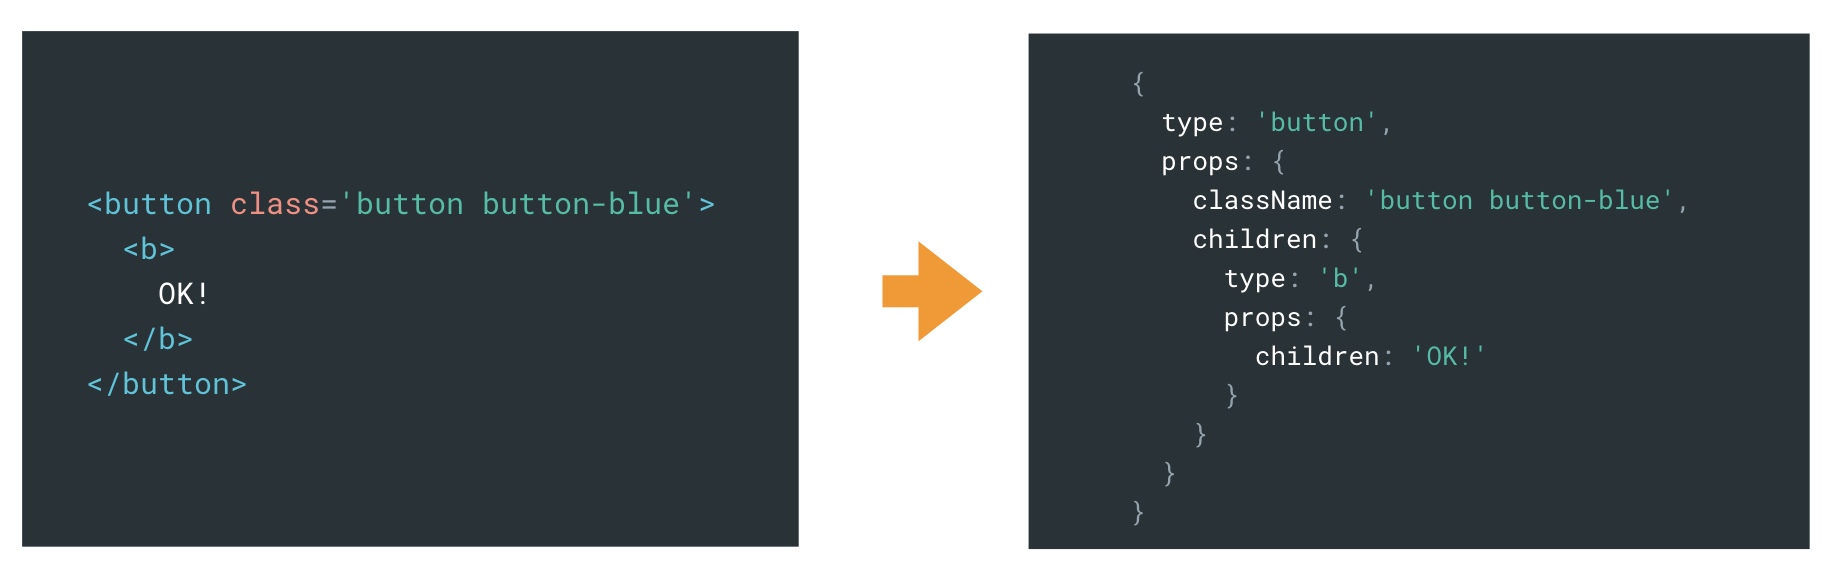 <button class='button button-blue'>
  <b>
    OK!
  </b>
</button>
{
  type: 'button',
  props: {
    className: 'button button-blue',
    children: {
      type: 'b',
      props: {
        children: 'OK!'
      }
    }
  }
}